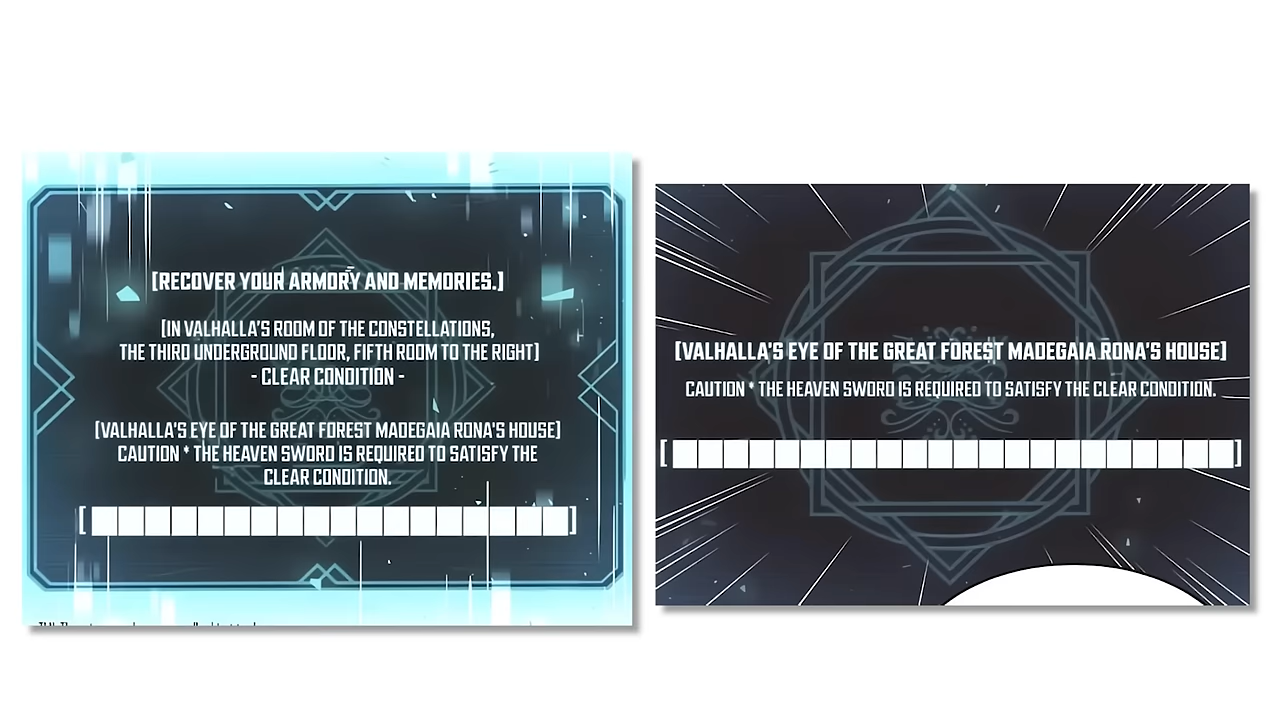 [RECOVER YOUR ARMORY AND MEMORIES.]
[IN VALHALLA'S ROOM OF THE CONSTELLATIONS,
THE THIRD UNDERGROUND FLOOR, FIFTH ROOM TO THE RIGHT]
- CLEAR CONDITION -
[VALHALLA'S EYE OF THE GREAT FOREST MADEGAIA RONA'S HOUSE]
CAUTION * THE HEAVEN SWORD IS REQUIRED TO SATISFY THE
CLEAR CONDITION.
[VALHALLA'S EYE OF THE GREAT FOREST MADEGAIA RONA'S HOUSE]
CAUTION * THE HEAVEN SWORD IS REQUIRED TO SATISFY THE CLEAR CONDITION.